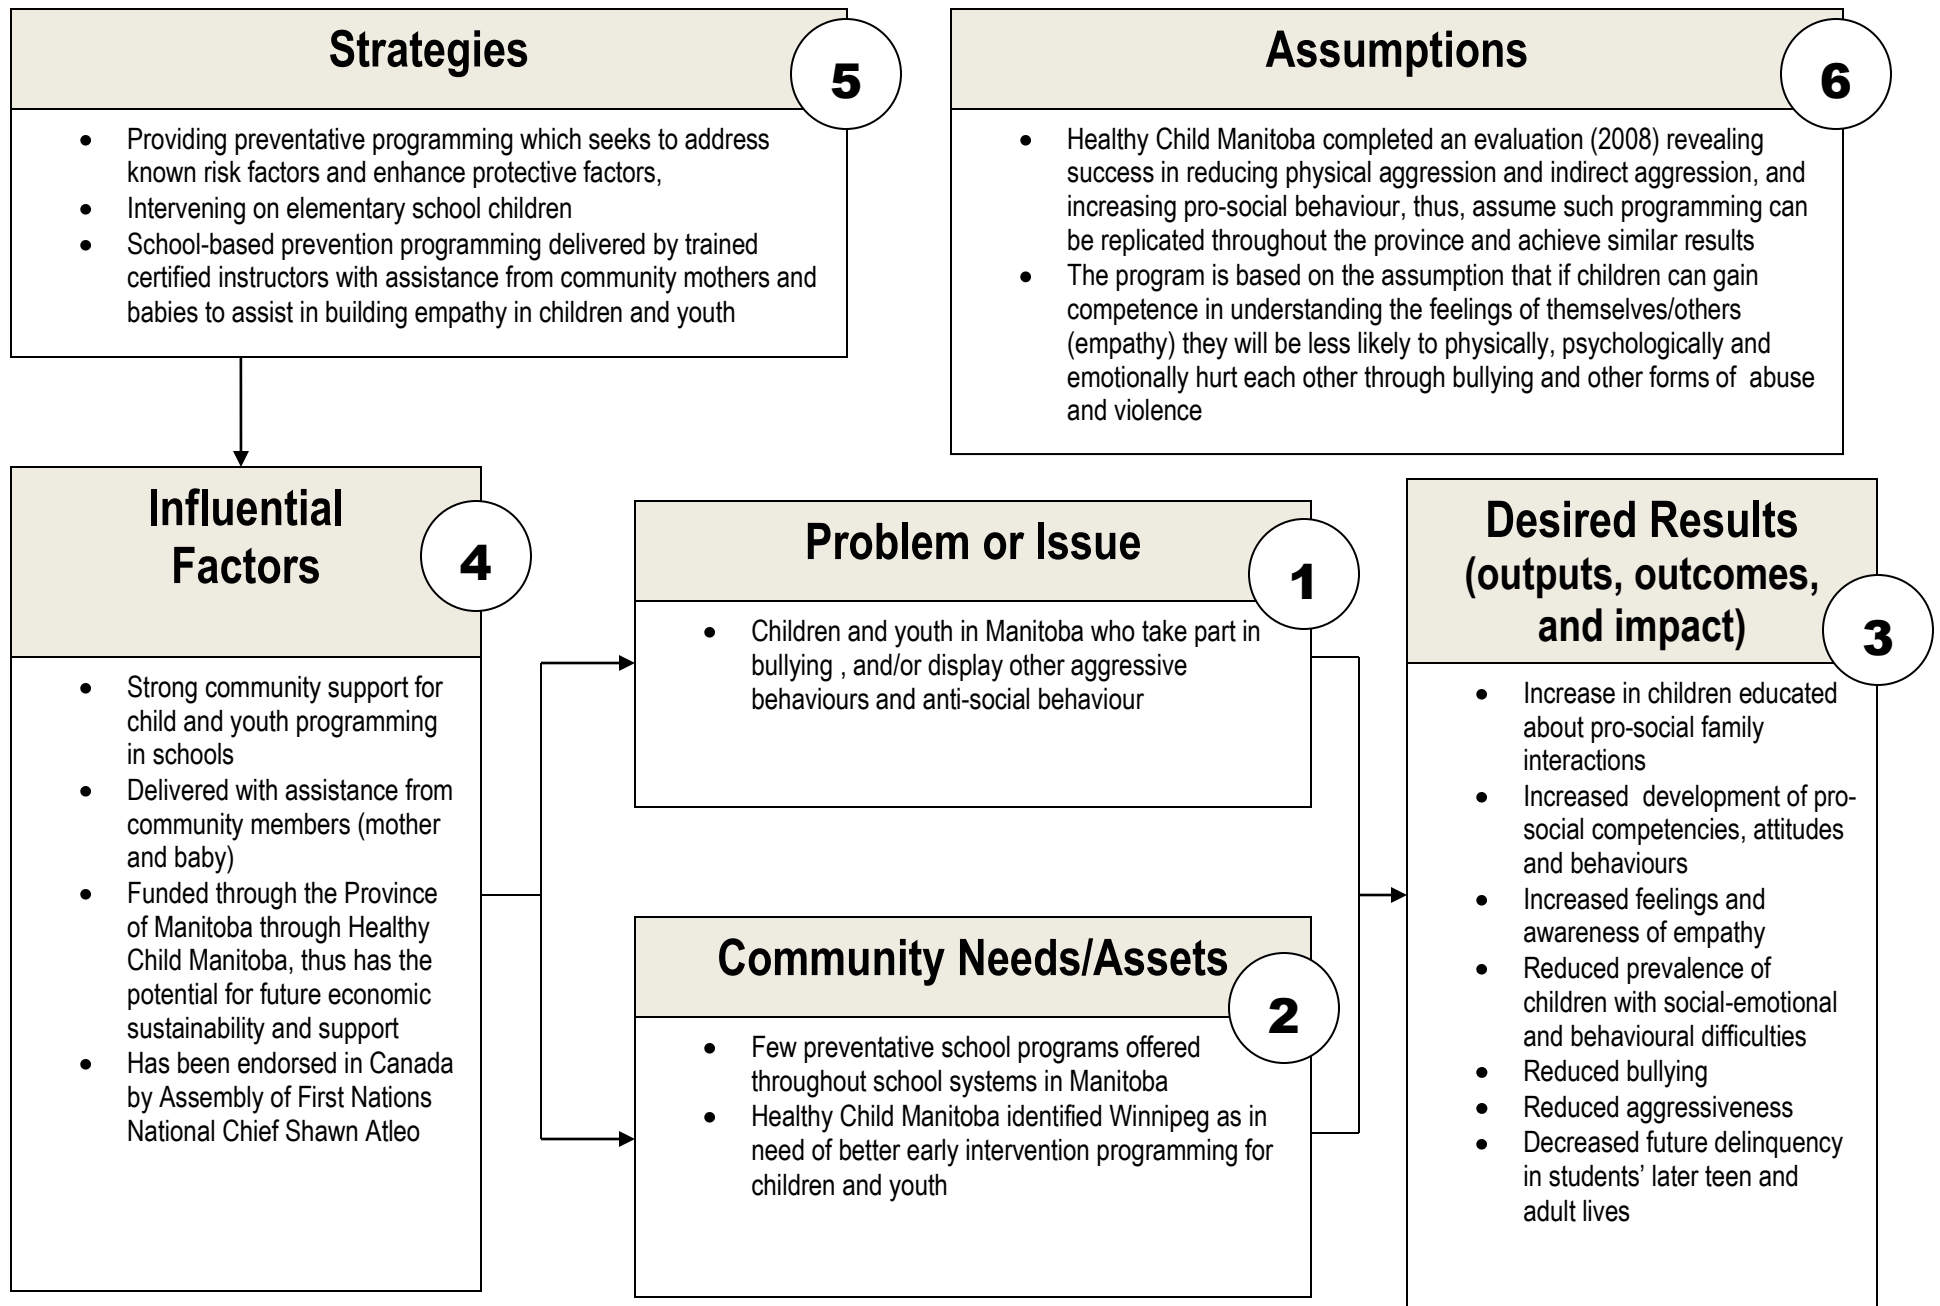 Strategies
5
• Providing preventative programming which seeks to address
known risk factors and enhance protective factors,
• Intervening on elementary school children
• School-based prevention programming delivered by trained
certified instructors with assistance from community mothers and
babies to assist in building empathy in children and youth
Assumptions
6
• Healthy Child Manitoba completed an evaluation (2008) revealing
success in reducing physical aggression and indirect aggression, and
increasing pro-social behaviour, thus, assume such programming can
be replicated throughout the province and achieve similar results
• The program is based on the assumption that if children can gain
competence in understanding the feelings of themselves/others
(empathy) they will be less likely to physically, psychologically and
emotionally hurt each other through bullying and other forms of  abuse
and violence
Influential
Factors
4
• Strong community support for
child and youth programming
in schools
• Delivered with assistance from
community members (mother
and baby)
• Funded through the Province
of Manitoba through Healthy
Child Manitoba, thus has the
potential for future economic
sustainability and support
• Has been endorsed in Canada
by Assembly of First Nations
National Chief Shawn Atleo
Problem or Issue
1
• Children and youth in Manitoba who take part in
bullying , and/or display other aggressive
behaviours and anti-social behaviour
Community Needs/Assets
2
• Few preventative school programs offered
throughout school systems in Manitoba
• Healthy Child Manitoba identified Winnipeg as in
need of better early intervention programming for
children and youth
Desired Results
(outputs, outcomes,
and impact)
3
• Increase in children educated
about pro-social family
interactions
• Increased  development of pro-
social competencies, attitudes
and behaviours
• Increased feelings and
awareness of empathy
• Reduced prevalence of
children with social-emotional
and behavioural difficulties
• Reduced bullying
• Reduced aggressiveness
• Decreased future delinquency
in students’ later teen and
adult lives